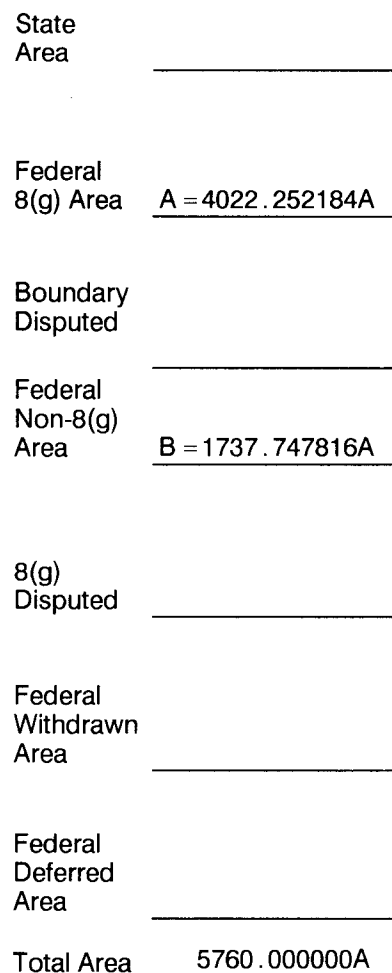 State
Area
Federal
8(g) Area A = 4022.252184A
Boundary
Disputed
Federal
Non-8(g)
Area B = 1737.747816A
8(g)
Disputed
Federal
Withdrawn
Area
Federal
Deferred
Area
Total Area 5760.000000A